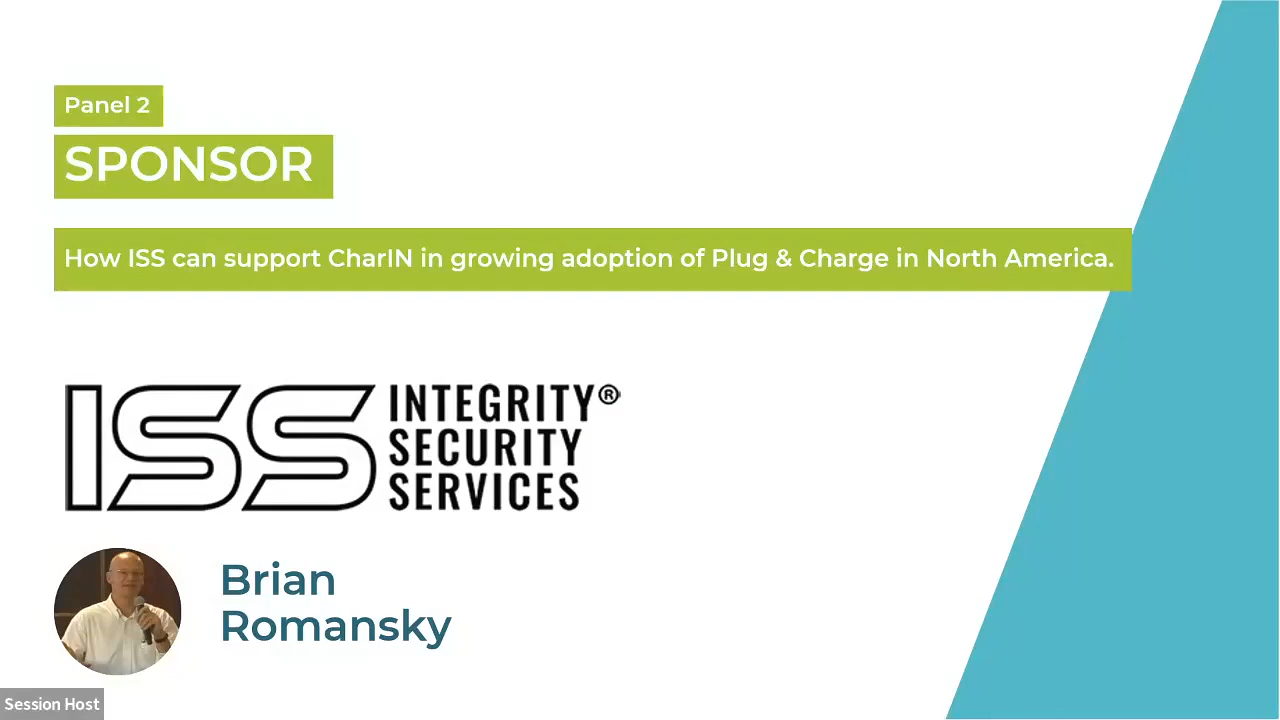 Panel 2
SPONSOR
How ISS can support CharIN in growing adoption of Plug & Charge in North America.
ISS INTEGRITY®
SECURITY
SERVICES
Brian
Romansky
Session Host